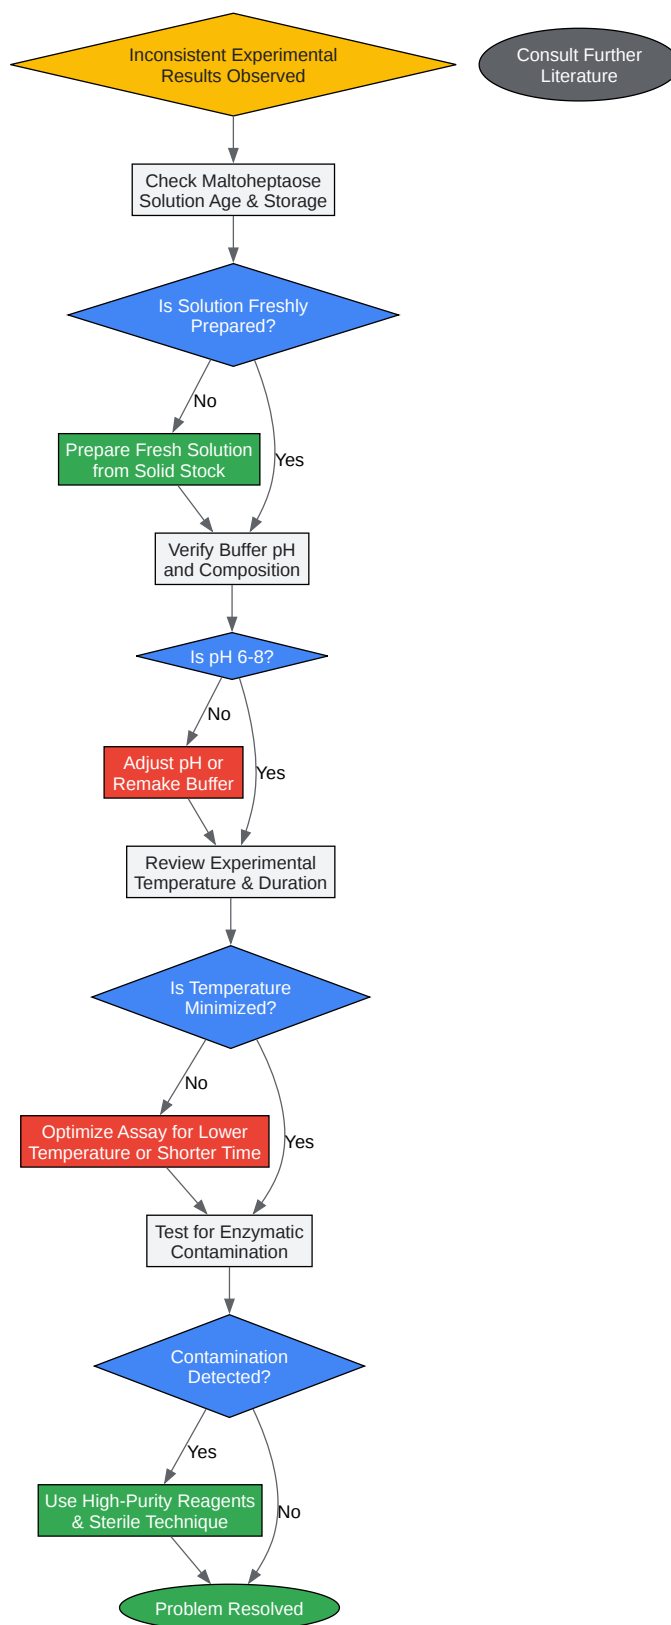 Inconsistent Experimental
Results Observed
Consult Further
Literature
Check Maltoheptaose
Solution Age & Storage
Is Solution Freshly
Prepared?
No
Prepare Fresh Solution
from Solid Stock
Yes
Verify Buffer pH
and Composition
Is pH 6-8?
No
Adjust pH or
Remake Buffer
Yes
Review Experimental
Temperature & Duration
Is Temperature
Minimized?
No
Optimize Assay for Lower
Temperature or Shorter Time
Yes
Test for Enzymatic
Contamination
Contamination
Detected?
Yes
Use High-Purity Reagents
& Sterile Technique
No
Problem Resolved